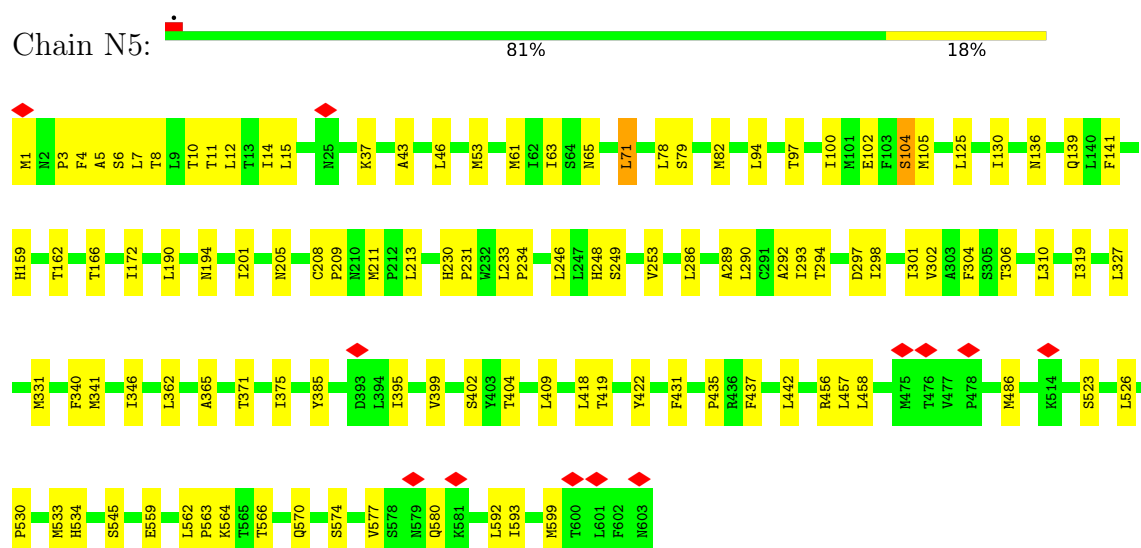 Chain N5:
81% 18%
M1 N2 P3 F4 A5 S6 L7 T8 L9 T10 T11 L12 T13 I14 L15 N25 K37 A43 L46 M53 M61 I62 I63 S64 N65 L71 L78 S79 M82 L94 T97 I100 M101 E102 F103 S104 M105 L125 I130 N136 Q139 L140 F141
H159 T162 T166 I172 L190 N194 I201 N205 C208 P209 N210 M211 P212 L213 H230 P231 W232 L233 P234 L246 L247 H248 S249 V253 L286 A289 L290 C291 A292 I293 T294 D297 I298 I301 V302 A303 F304 S305 T306 L310 I319 L327
M331 F340 M341 I346 L362 A365 T371 I375 Y385 D393 L394 I395 V399 S402 Y403 T404 L409 L418 T419 Y422 F431 P435 R436 F437 L442 R456 L457 L458 M475 T476 V477 P478 M486 K514 S523 L526
P530 M533 H534 S545 E559 L562 P563 K564 T565 T566 Q570 S574 V577 S578 N579 Q580 K581 L592 I593 M599 T600 L601 F602 N603